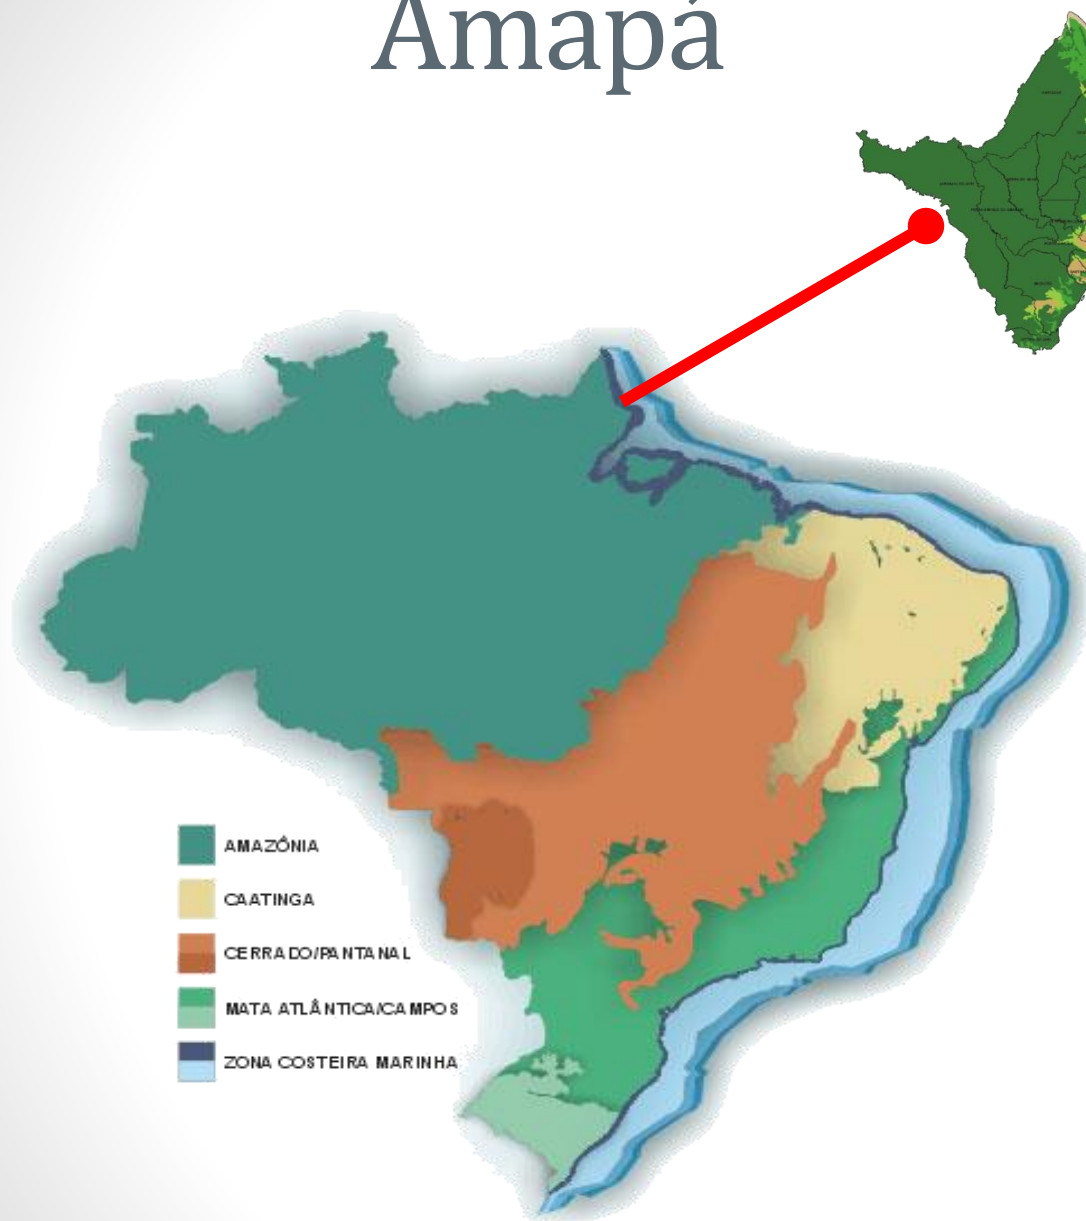 Amapá
AMAZÔNIA
CAATINGA
CERRADO/PANTANAL
MATA ATLÂNTICA/CAMPOS
ZONA COSTEIRA MARINHA